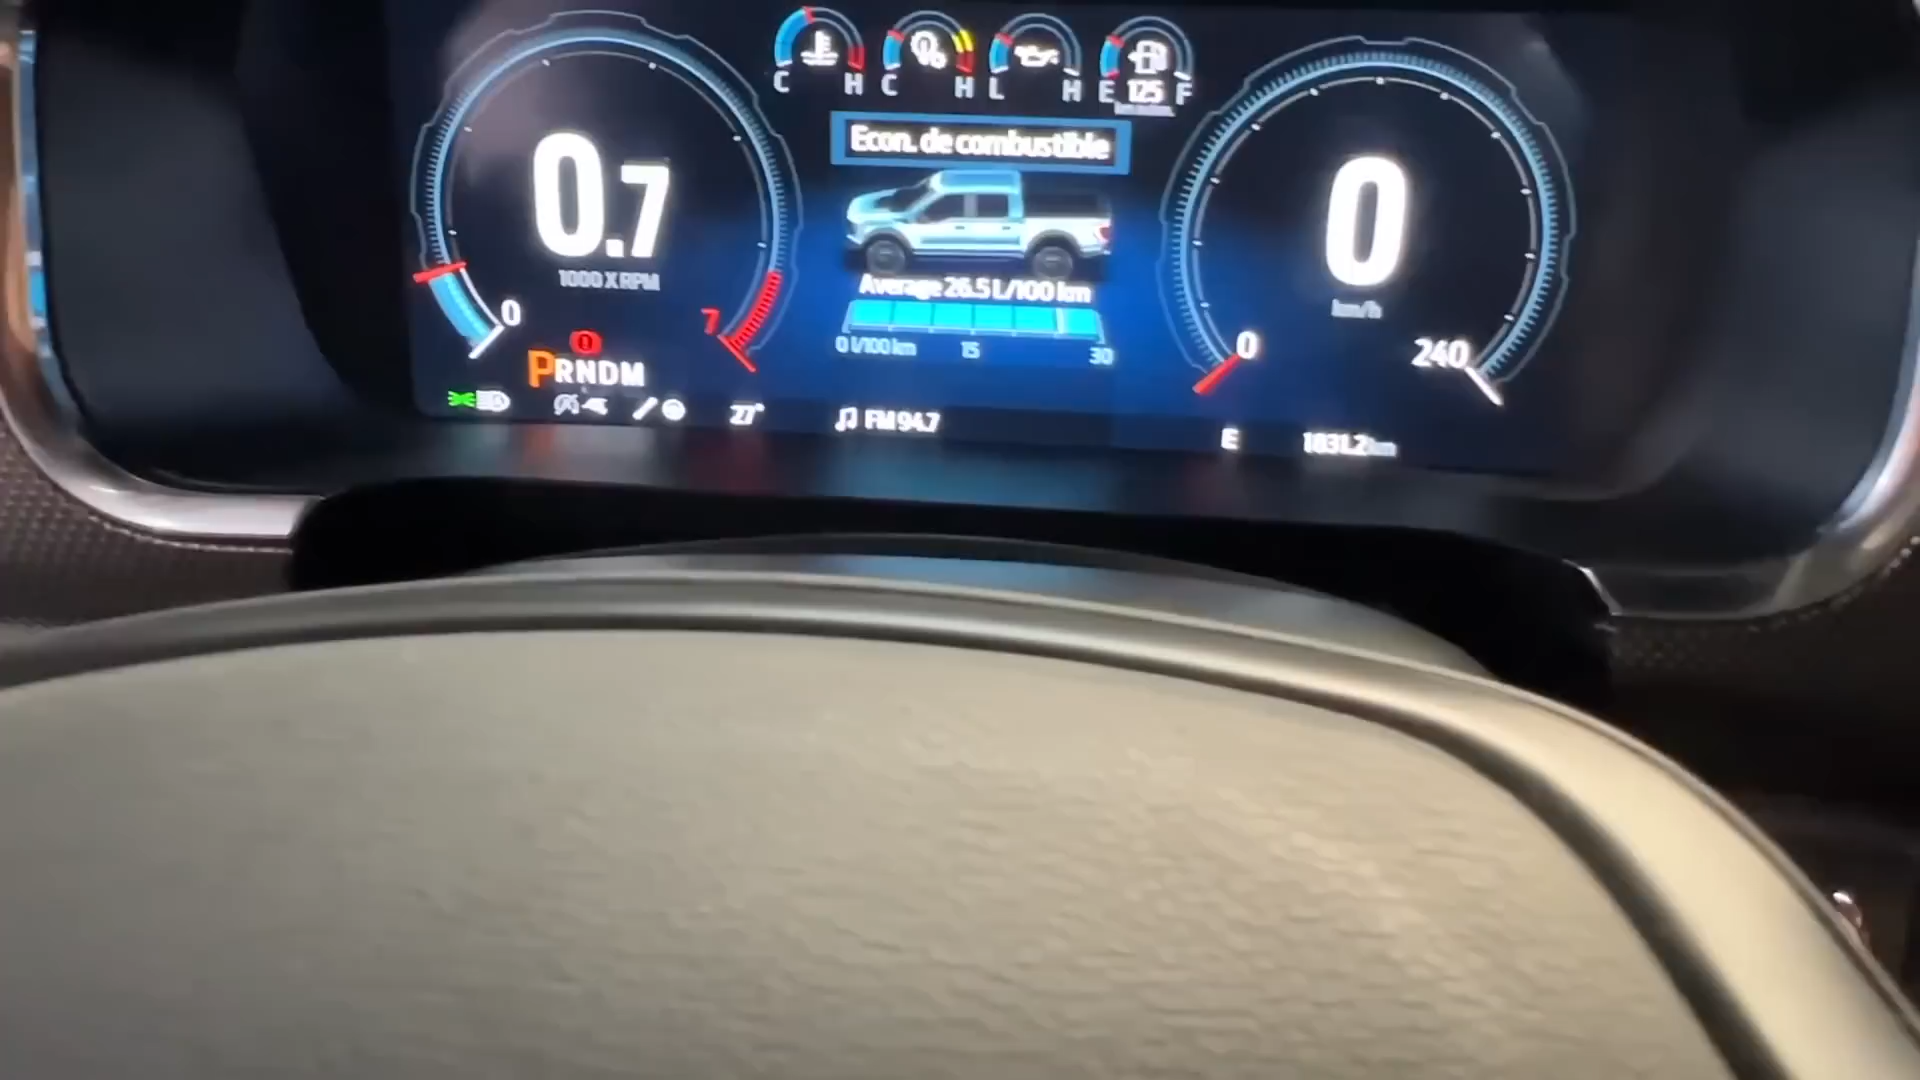 C H C H L H E 125 F
Econ. de combustible
0.7
1000 X RPM
0
7
PRNDM
Average 26.5 L/100 km
0 l/100 km 15 30
0
km/h
0
240
27°
FM 94.7
E
1831.2 km